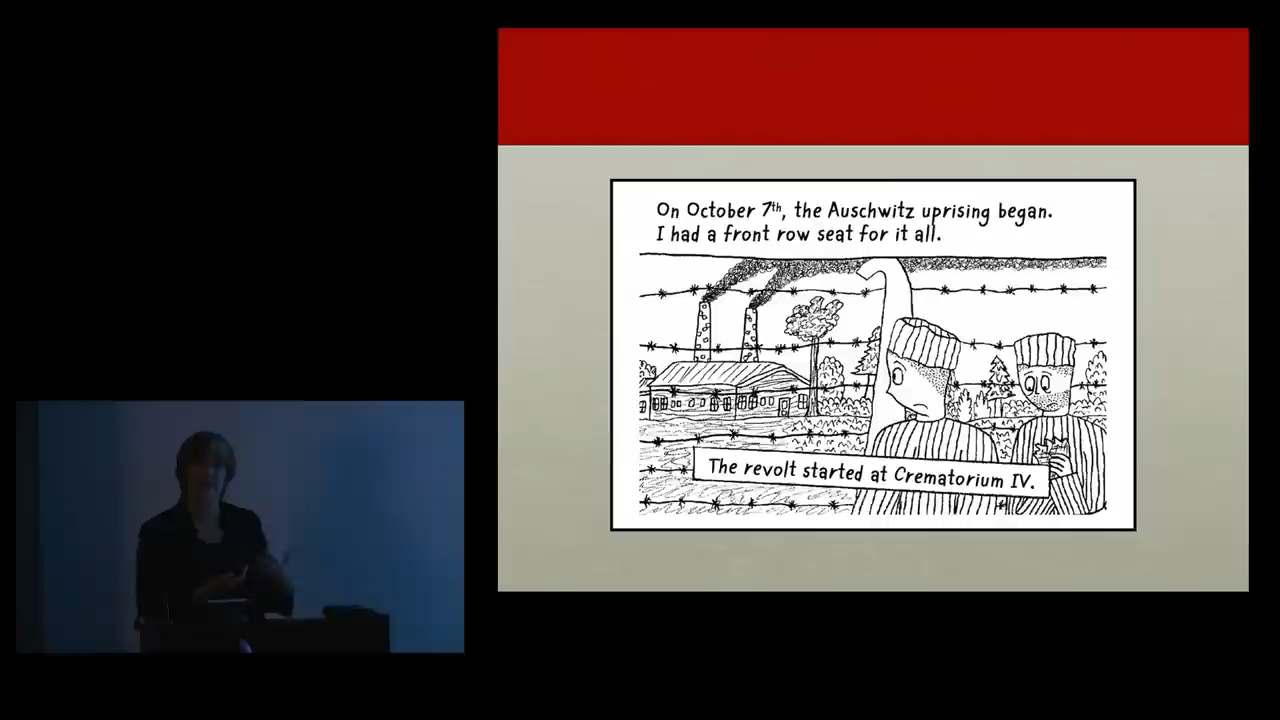 On October 7th, the Auschwitz uprising began.
I had a front row seat for it all.
The revolt started at Crematorium IV.